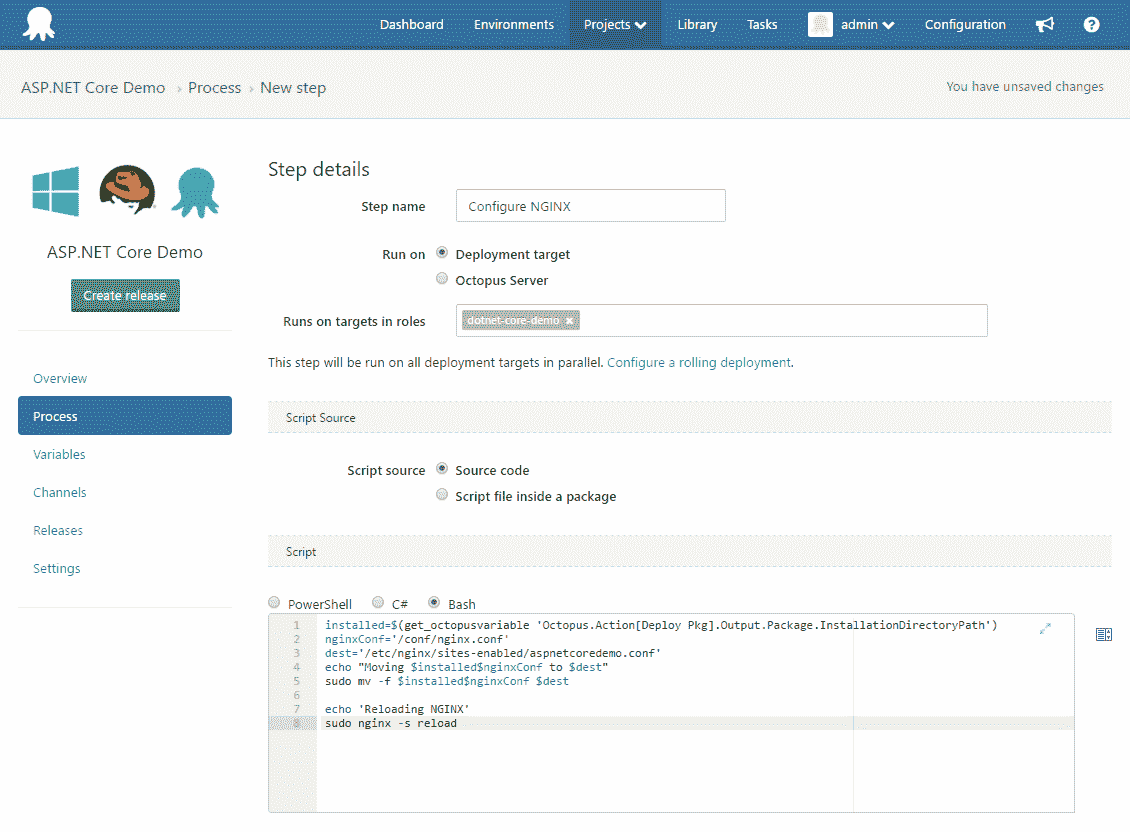 Dashboard Environments Projects Library Tasks admin Configuration ?
ASP.NET Core Demo › Process › New step You have unsaved changes
ASP.NET Core Demo
Create release
Overview
Process
Variables
Channels
Releases
Settings
Step details
Step name Configure NGINX
Run on Deployment target
Octopus Server
Runs on targets in roles dotnet-core-demo ×
This step will be run on all deployment targets in parallel. Configure a rolling deployment.
Script Source
Script source Source code
Script file inside a package
Script
PowerShell C# Bash
1 installed=$(get_octopusvariable 'Octopus.Action[Deploy Pkg].Output.Package.InstallationDirectoryPath')
2 nginxConf='/conf/nginx.conf'
3 dest='/etc/nginx/sites-enabled/aspnetcoredemo.conf'
4 echo "Moving $installed$nginxConf to $dest"
5 sudo mv -f $installed$nginxConf $dest
6
7 echo 'Reloading NGINX'
8 sudo nginx -s reload